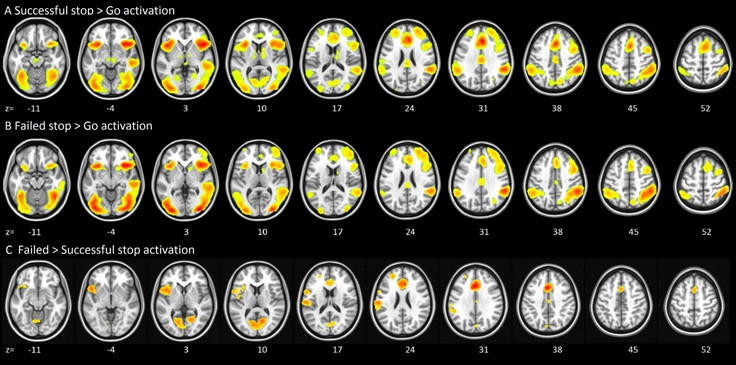 A Successful stop > Go activation
z= -11 -4 3 10 17 24 31 38 45 52
B Failed stop > Go activation
z= -11 -4 3 10 17 24 31 38 45 52
C Failed > Successful stop activation
z= -11 -4 3 10 17 24 31 38 45 52